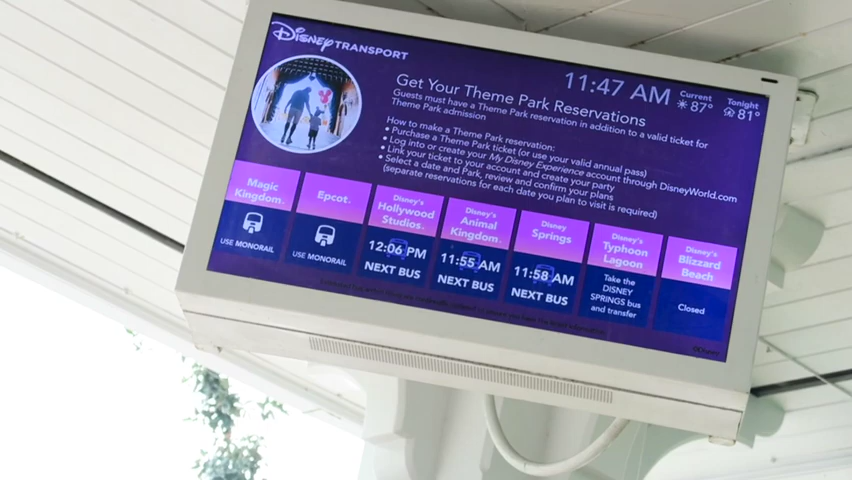 Disney TRANSPORT
11:47 AM
Current
87°
Tonight
81°
Get Your Theme Park Reservations
Guests must have a Theme Park reservation in addition to a valid ticket for
Theme Park admission
How to make a Theme Park reservation:
• Purchase a Theme Park ticket (or use your valid annual pass)
• Log into or create your My Disney Experience account through DisneyWorld.com
• Link your ticket to your account and create your party
• Select a date and Park, review and confirm your plans
(separate reservations for each date you plan to visit is required)
Magic
Kingdom.
USE MONORAIL
Epcot.
USE MONORAIL
Disney's
Hollywood
Studios.
12:06 PM
NEXT BUS
Disney's
Animal
Kingdom.
11:55 AM
NEXT BUS
Disney
Springs
11:58 AM
NEXT BUS
Disney's
Typhoon
Lagoon
Take the
DISNEY
SPRINGS bus
and transfer
Disney's
Blizzard
Beach
Closed
©Disney